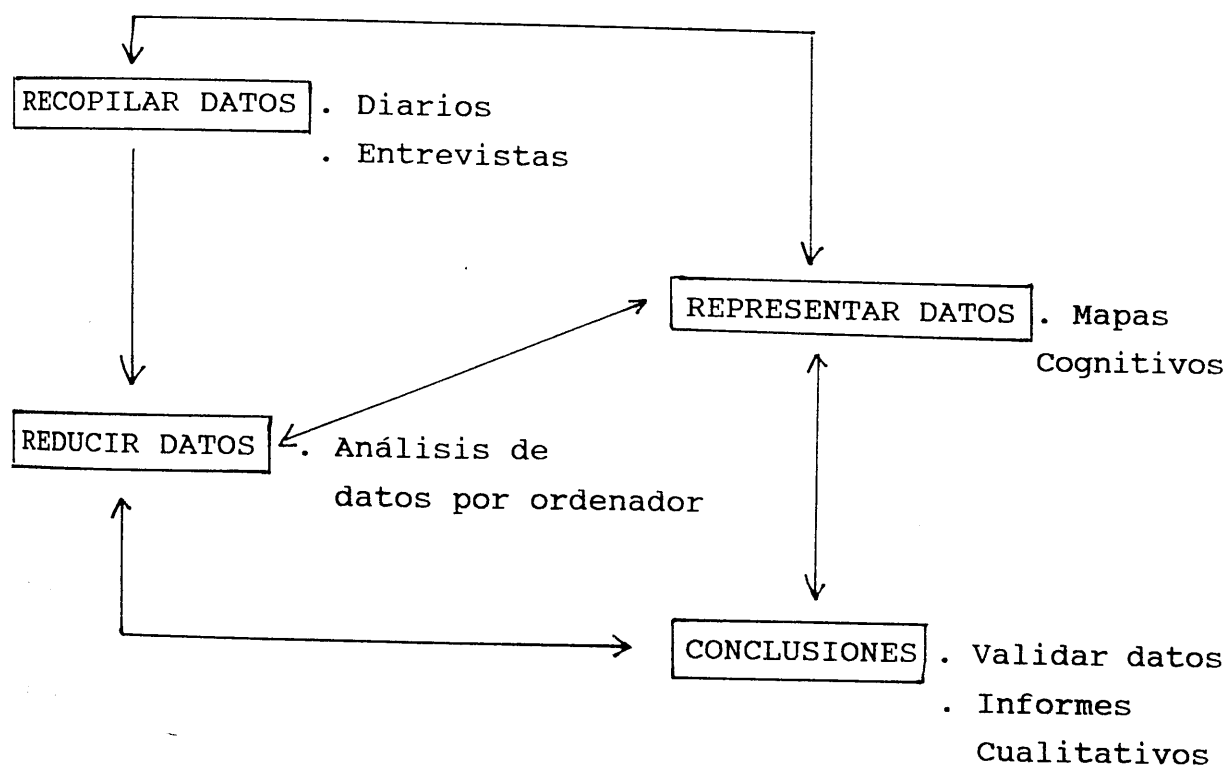 RECOPILAR DATOS . Diarios
. Entrevistas
REPRESENTAR DATOS . Mapas
Cognitivos
REDUCIR DATOS . Análisis de
datos por ordenador
CONCLUSIONES . Validar datos
. Informes
Cualitativos